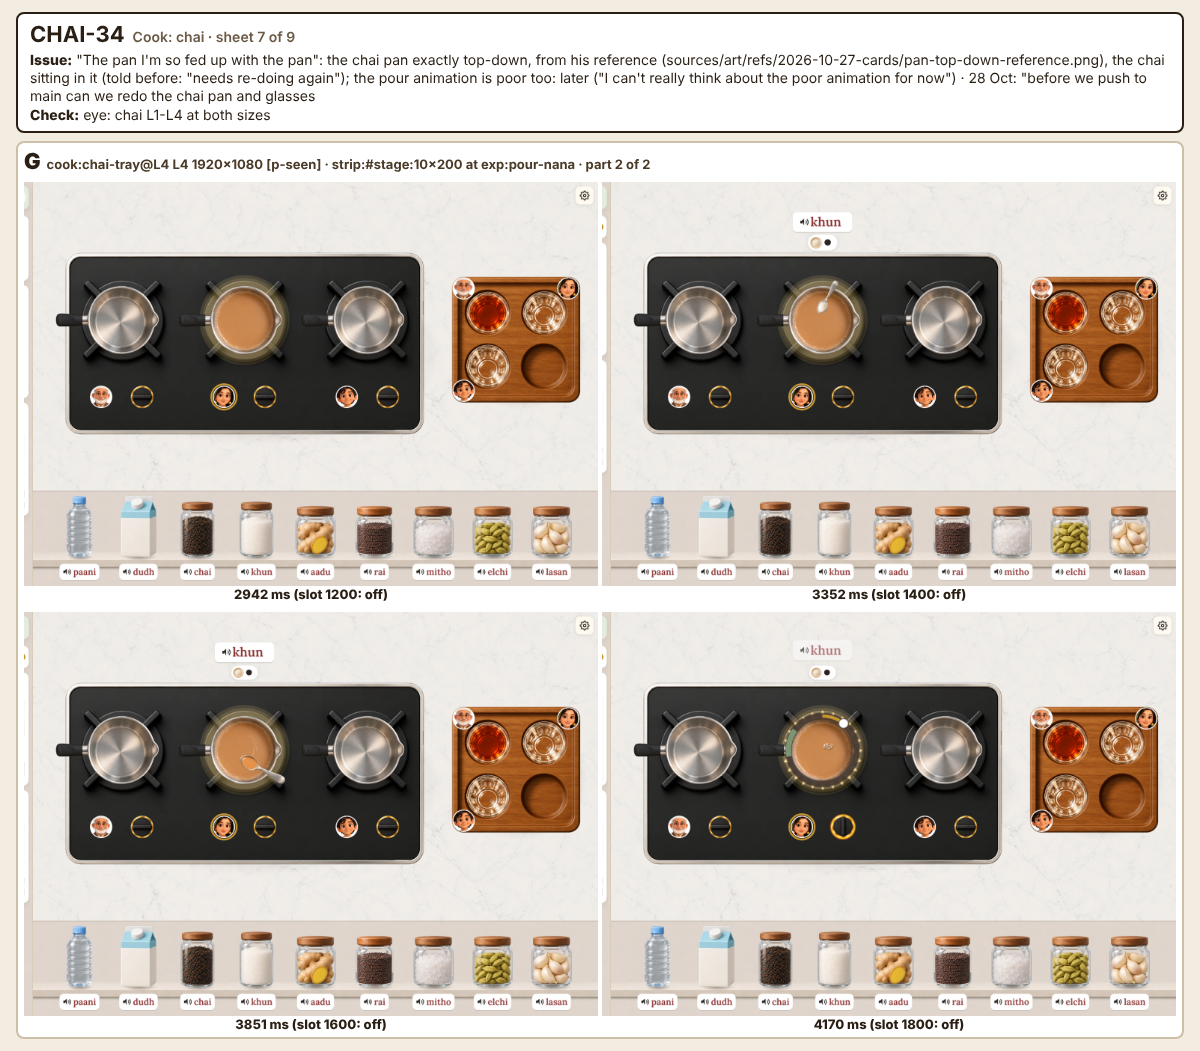 CHAI-34 Cook: chai · sheet 7 of 9
Issue: "The pan I'm so fed up with the pan": the chai pan exactly top-down, from his reference (sources/art/refs/2026-10-27-cards/pan-top-down-reference.png), the chai
sitting in it (told before: "needs re-doing again"); the pour animation is poor too: later ("I can't really think about the poor animation for now") · 28 Oct: "before we push to
main can we redo the chai pan and glasses
Check: eye: chai L1-L4 at both sizes
G cook:chai-tray@L4 L4 1920×1080 [p-seen] · strip:#stage:10×200 at exp:pour-nana · part 2 of 2
paani dudh chai khun aadu rai mitho elchi lasan
2942 ms (slot 1200: off)
khun
paani dudh chai khun aadu rai mitho elchi lasan
3352 ms (slot 1400: off)
khun
paani dudh chai khun aadu rai mitho elchi lasan
3851 ms (slot 1600: off)
khun
paani dudh chai khun aadu rai mitho elchi lasan
4170 ms (slot 1800: off)